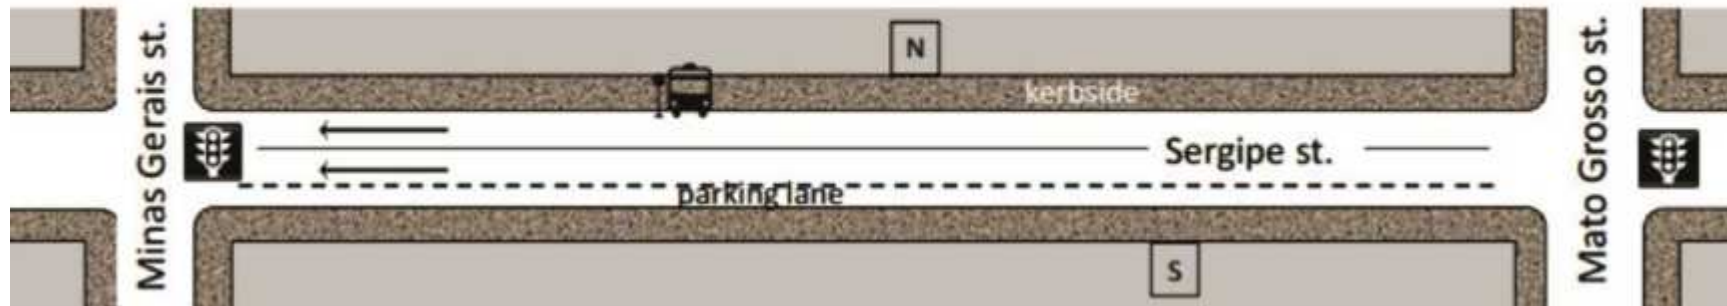 Minas Gerais st.
N
kerbside
Sergipe st.
parking lane
S
Mato Grosso st.